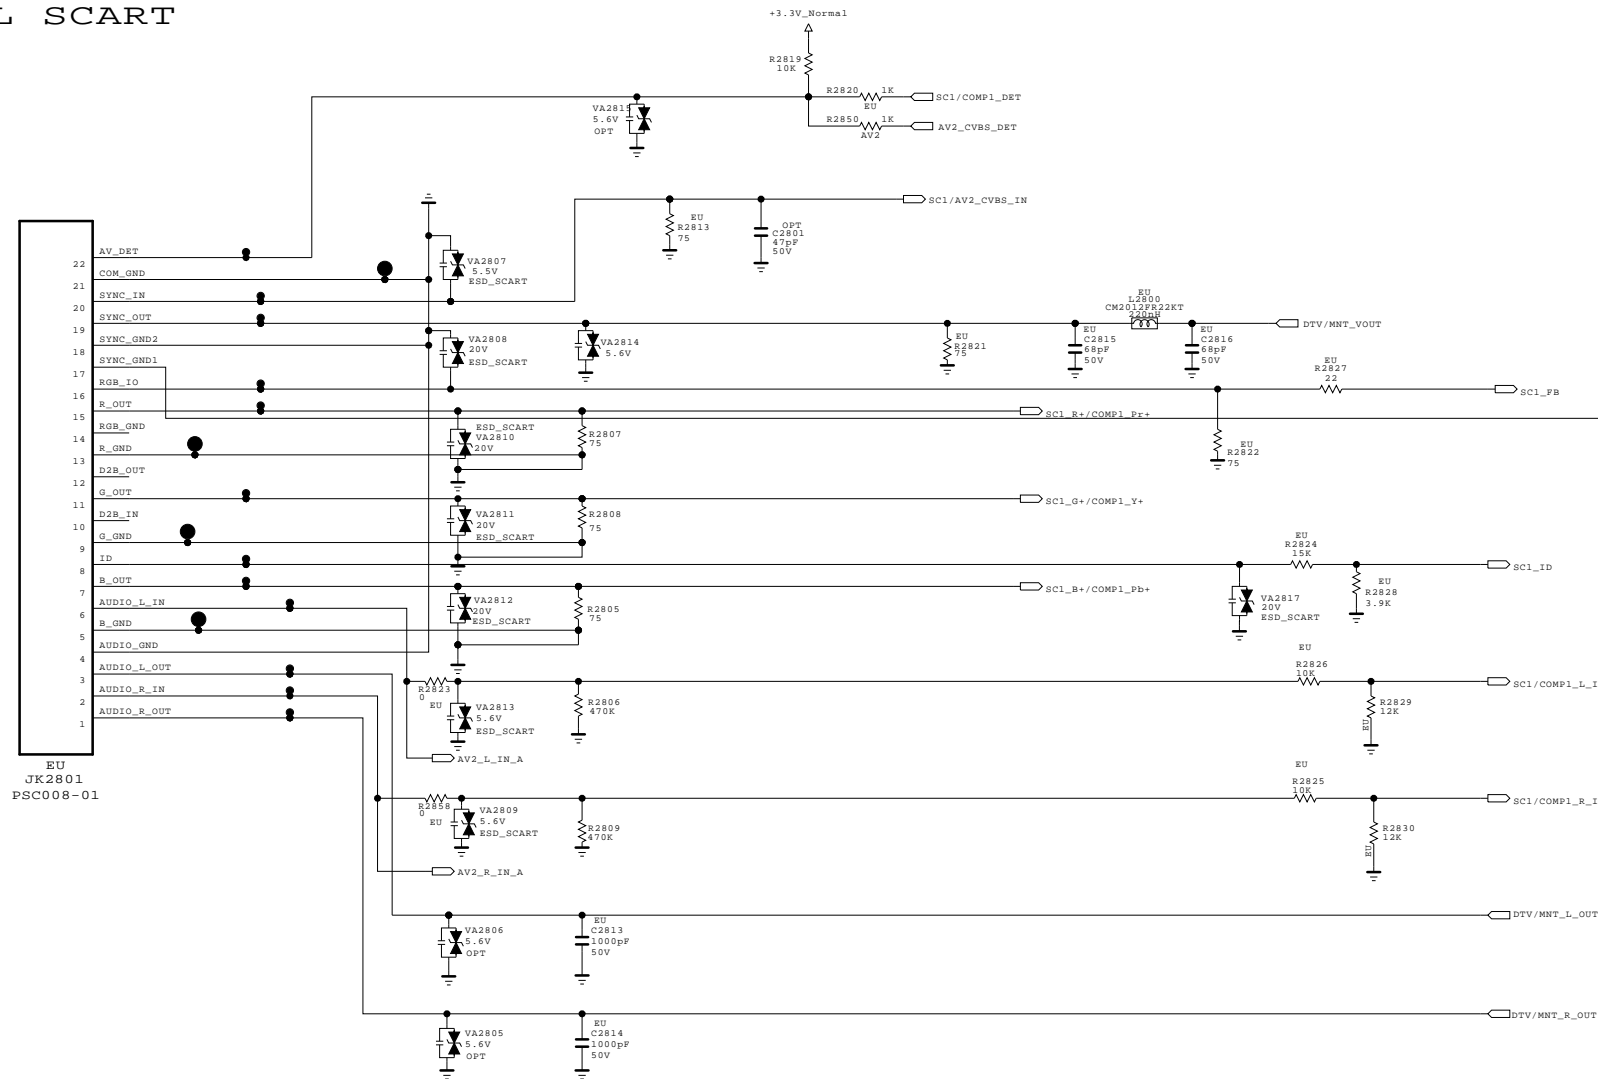 L SCART
+3.3V_Normal
R2819
10K
R2820
1K
EU
SC1/COMP1_DET
R2850
1K
AV2
AV2_CVBS_DET
VA2815
5.6V
OPT
SC1/AV2_CVBS_IN
EU
R2813
75
OPT
C2801
47pF
50V
22
AV_DET
21
COM_GND
20
SYNC_IN
19
SYNC_OUT
18
SYNC_GND2
17
SYNC_GND1
16
RGB_IO
15
R_OUT
14
RGB_GND
13
R_GND
12
D2B_OUT
11
G_OUT
10
D2B_IN
9
G_GND
8
ID
7
B_OUT
6
AUDIO_L_IN
5
B_GND
4
AUDIO_GND
3
AUDIO_L_OUT
2
AUDIO_R_IN
1
AUDIO_R_OUT
EU
JK2801
PSC008-01
VA2807
5.5V
ESD_SCART
VA2808
20V
ESD_SCART
VA2814
5.6V
EU
R2821
75
EU
C2815
68pF
50V
EU
L2800
CM2012FR22KT
220nH
EU
C2816
68pF
50V
DTV/MNT_VOUT
EU
R2827
22
SC1_FB
EU
R2822
75
ESD_SCART
VA2810
20V
R2807
75
SC1_R+/COMP1_Pr+
VA2811
20V
ESD_SCART
R2808
75
SC1_G+/COMP1_Y+
EU
R2824
15K
SC1_ID
VA2817
20V
ESD_SCART
EU
R2828
3.9K
VA2812
20V
ESD_SCART
R2805
75
SC1_B+/COMP1_Pb+
R2823
0
EU
VA2813
5.6V
ESD_SCART
R2806
470K
EU
R2826
10K
SC1/COMP1_L_I
R2829
12K
EU
AV2_L_IN_A
R2858
0
EU
VA2809
5.6V
ESD_SCART
R2809
470K
EU
R2825
10K
SC1/COMP1_R_I
R2830
12K
EU
AV2_R_IN_A
VA2806
5.6V
OPT
EU
C2813
1000pF
50V
DTV/MNT_L_OUT
VA2805
5.6V
OPT
EU
C2814
1000pF
50V
DTV/MNT_R_OUT